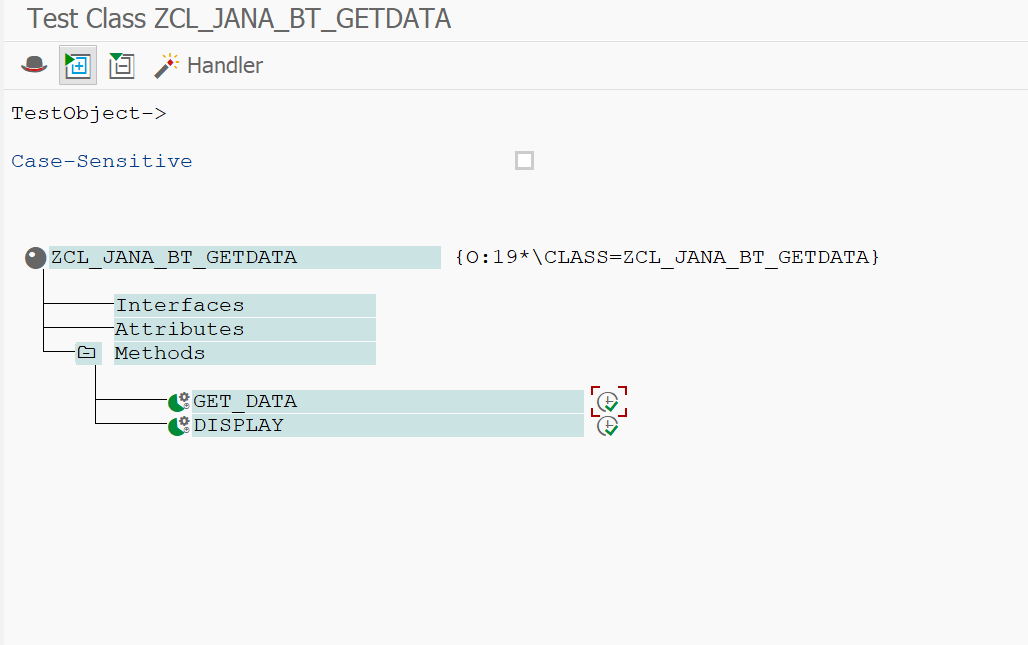 Test Class ZCL_JANA_BT_GETDATA
Handler
TestObject->
Case-Sensitive
ZCL_JANA_BT_GETDATA {O:19*\CLASS=ZCL_JANA_BT_GETDATA}
Interfaces
Attributes
Methods
GET_DATA
DISPLAY